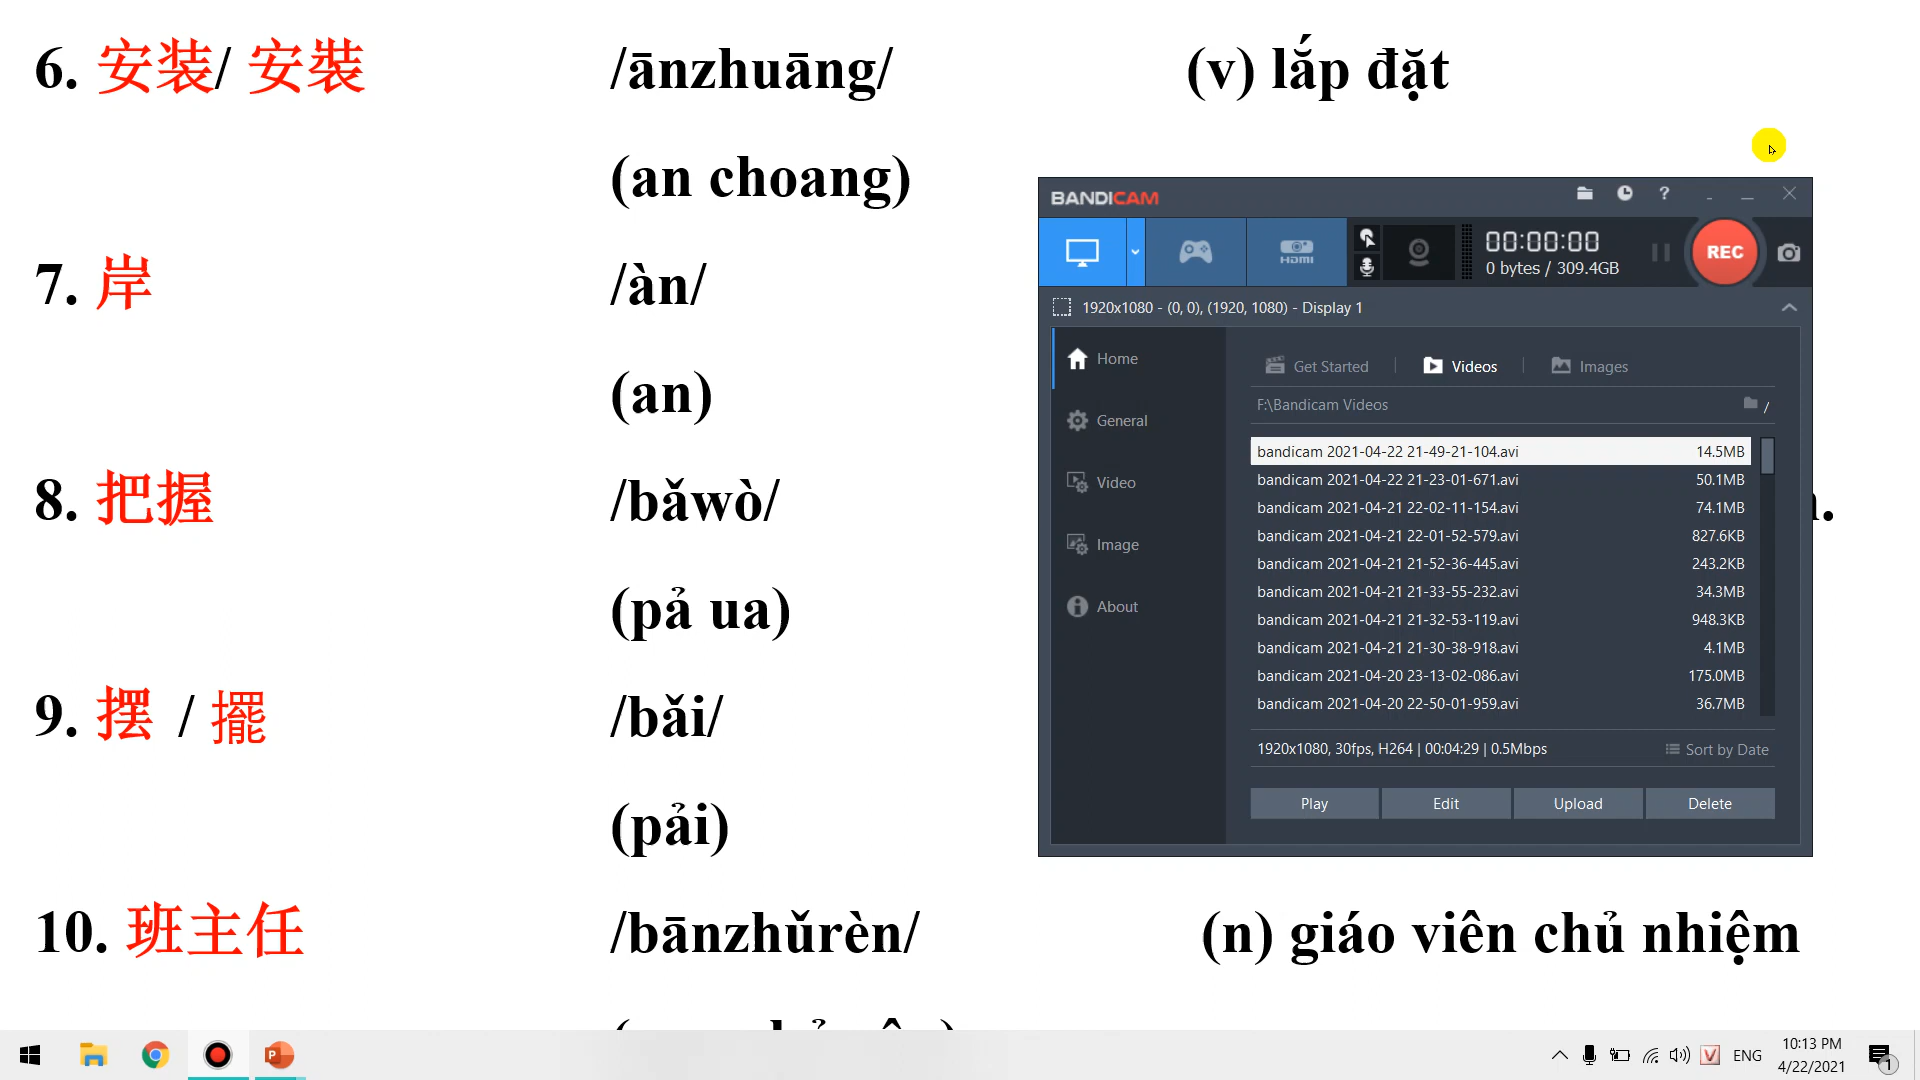 6. 安装/ 安裝 /ānzhuāng/ (v) lắp đặt
(an choang)
7. 岸 /àn/
(an)
8. 把握 /bǎwò/
(pả ua)
9. 摆 / 擺 /bǎi/
(pải)
10. 班主任 /bānzhǔrèn/ (n) giáo viên chủ nhiệm
BANDICAM
?
HDMI
00:00:00
0 bytes / 309.4GB
REC
1920x1080 - (0, 0), (1920, 1080) - Display 1
Home
General
Video
Image
About
Get Started Videos Images
F:\Bandicam Videos /
bandicam 2021-04-22 21-49-21-104.avi 14.5MB
bandicam 2021-04-22 21-23-01-671.avi 50.1MB
bandicam 2021-04-21 22-02-11-154.avi 74.1MB
bandicam 2021-04-21 22-01-52-579.avi 827.6KB
bandicam 2021-04-21 21-52-36-445.avi 243.2KB
bandicam 2021-04-21 21-33-55-232.avi 34.3MB
bandicam 2021-04-21 21-32-53-119.avi 948.3KB
bandicam 2021-04-21 21-30-38-918.avi 4.1MB
bandicam 2021-04-20 23-13-02-086.avi 175.0MB
bandicam 2021-04-20 22-50-01-959.avi 36.7MB
1920x1080, 30fps, H264 | 00:04:29 | 0.5Mbps Sort by Date
Play Edit Upload Delete
P
V ENG
10:13 PM
4/22/2021
1